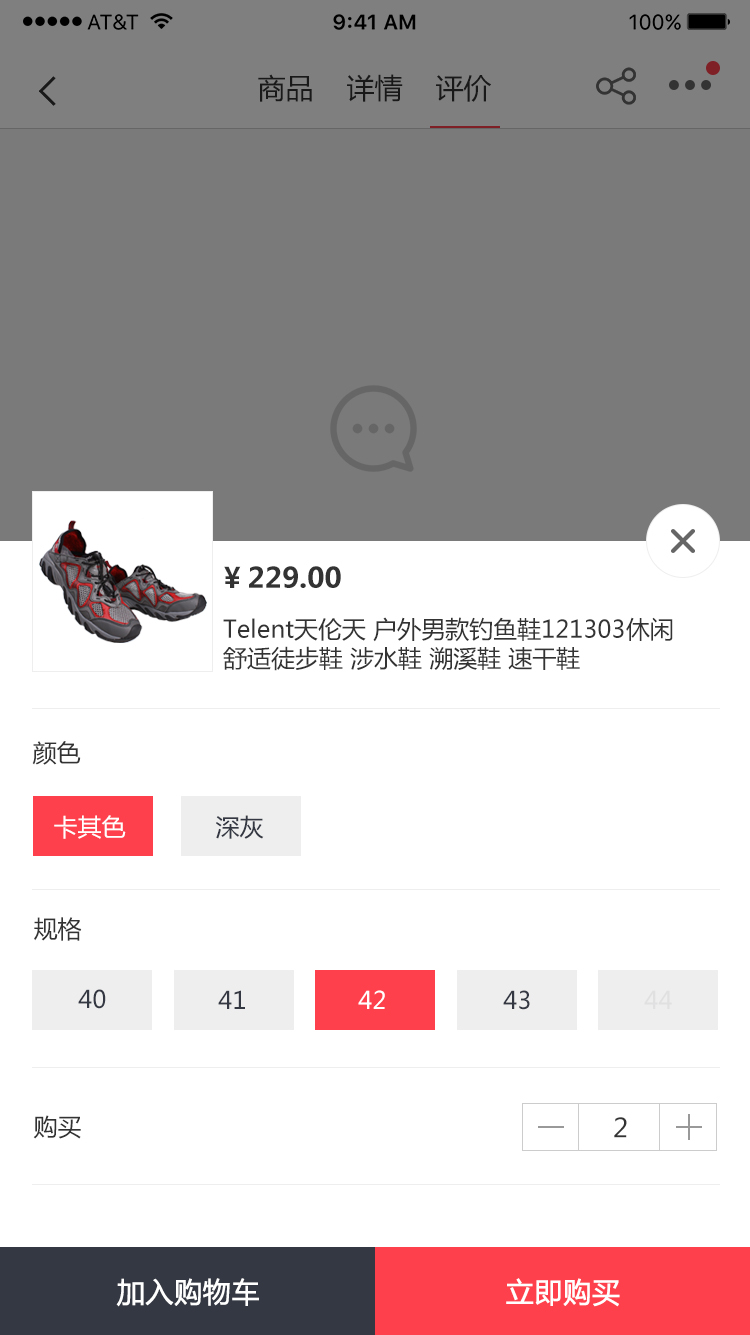 AT&T 9:41 AM 100%
商品 详情 评价
¥ 229.00
Telent天伦天 户外男款钓鱼鞋121303休闲
舒适徒步鞋 涉水鞋 溯溪鞋 速干鞋
颜色
卡其色 深灰
规格
40 41 42 43 44
购买
2
加入购物车 立即购买